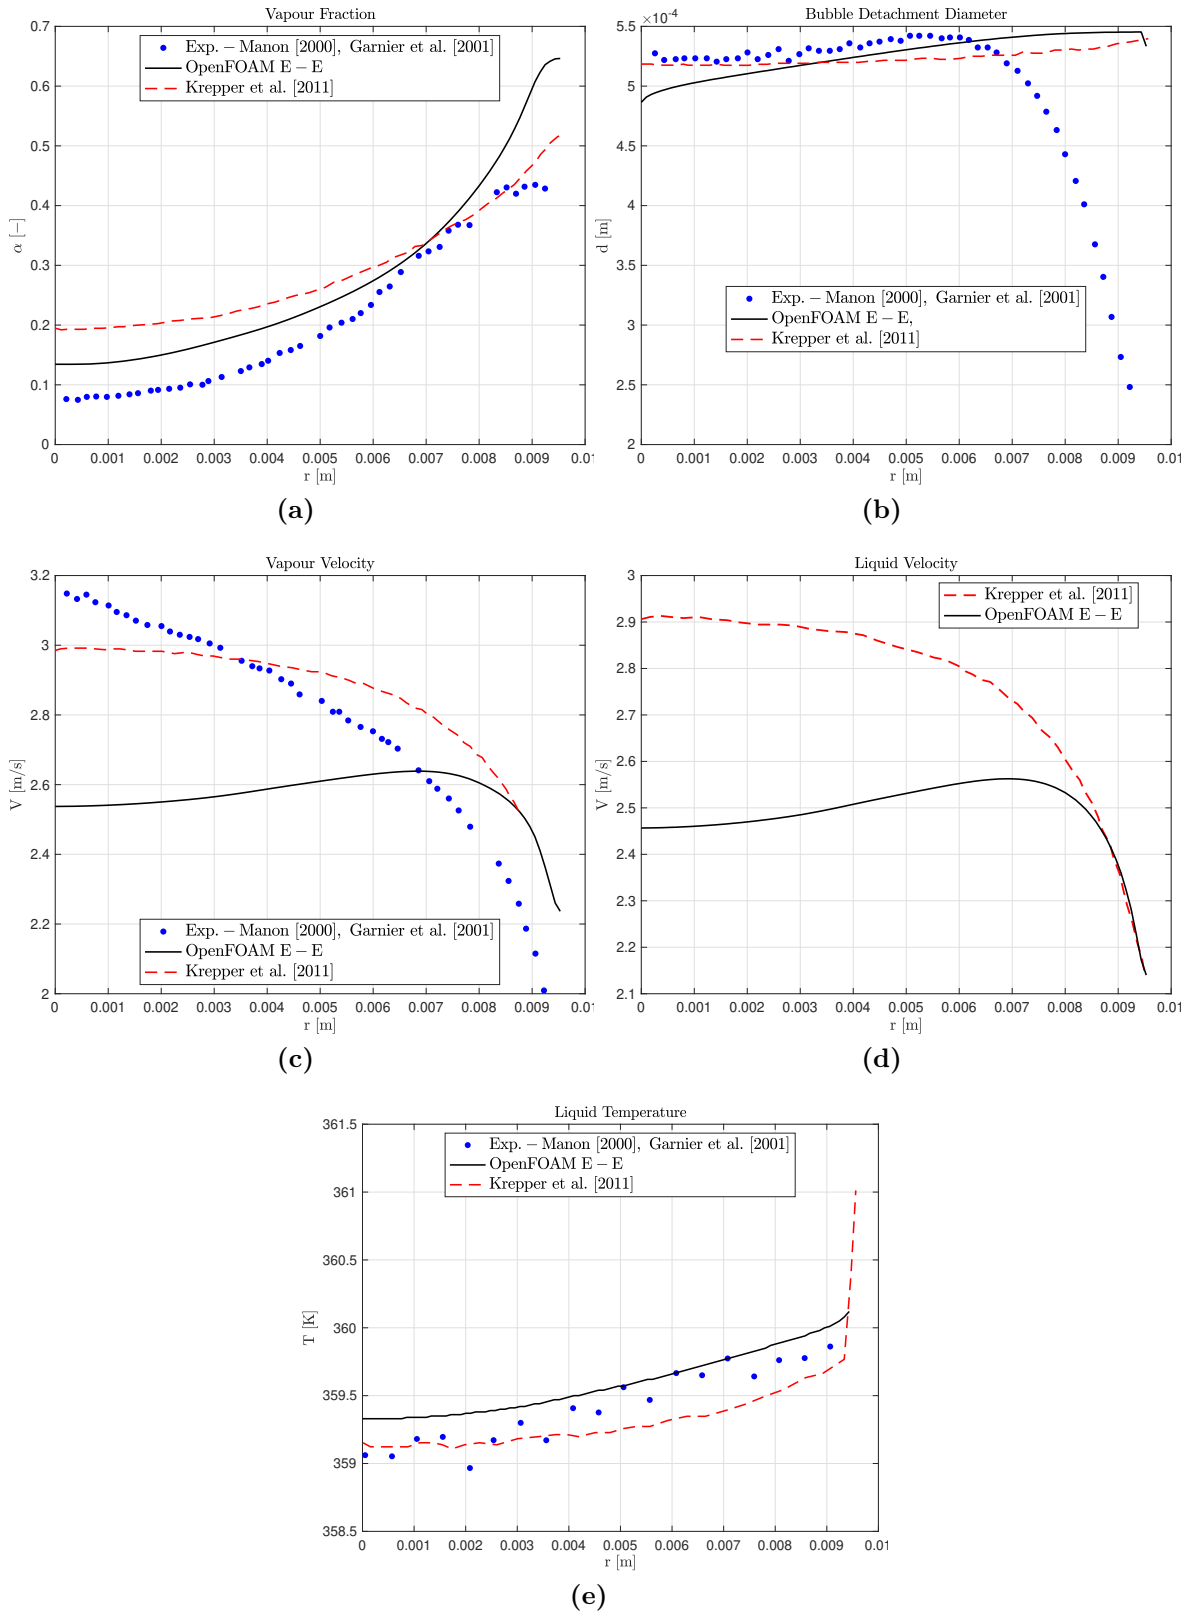 Vapour Fraction
0.7
0.6
0.5
0.4
0.3
0.2
0.1
0
α [−]
Exp. − Manon [2000], Garnier et al. [2001]
OpenFOAM E − E
Krepper et al. [2011]
0 0.001 0.002 0.003 0.004 0.005 0.006 0.007 0.008 0.009 0.01
r [m]
(a)
Bubble Detachment Diameter
×10⁻⁴
5.5
5
4.5
4
3.5
3
2.5
2
d [m]
Exp. − Manon [2000], Garnier et al. [2001]
OpenFOAM E − E,
Krepper et al. [2011]
0 0.001 0.002 0.003 0.004 0.005 0.006 0.007 0.008 0.009 0.01
r [m]
(b)
Vapour Velocity
3.2
3
2.8
2.6
2.4
2.2
2
V [m/s]
Exp. − Manon [2000], Garnier et al. [2001]
OpenFOAM E − E
Krepper et al. [2011]
0 0.001 0.002 0.003 0.004 0.005 0.006 0.007 0.008 0.009 0.01
r [m]
(c)
Liquid Velocity
3
2.9
2.8
2.7
2.6
2.5
2.4
2.3
2.2
2.1
V [m/s]
Krepper et al. [2011]
OpenFOAM E − E
0 0.001 0.002 0.003 0.004 0.005 0.006 0.007 0.008 0.009 0.01
r [m]
(d)
Liquid Temperature
361.5
361
360.5
360
359.5
359
358.5
T [K]
Exp. − Manon [2000], Garnier et al. [2001]
OpenFOAM E − E
Krepper et al. [2011]
0 0.001 0.002 0.003 0.004 0.005 0.006 0.007 0.008 0.009 0.01
r [m]
(e)